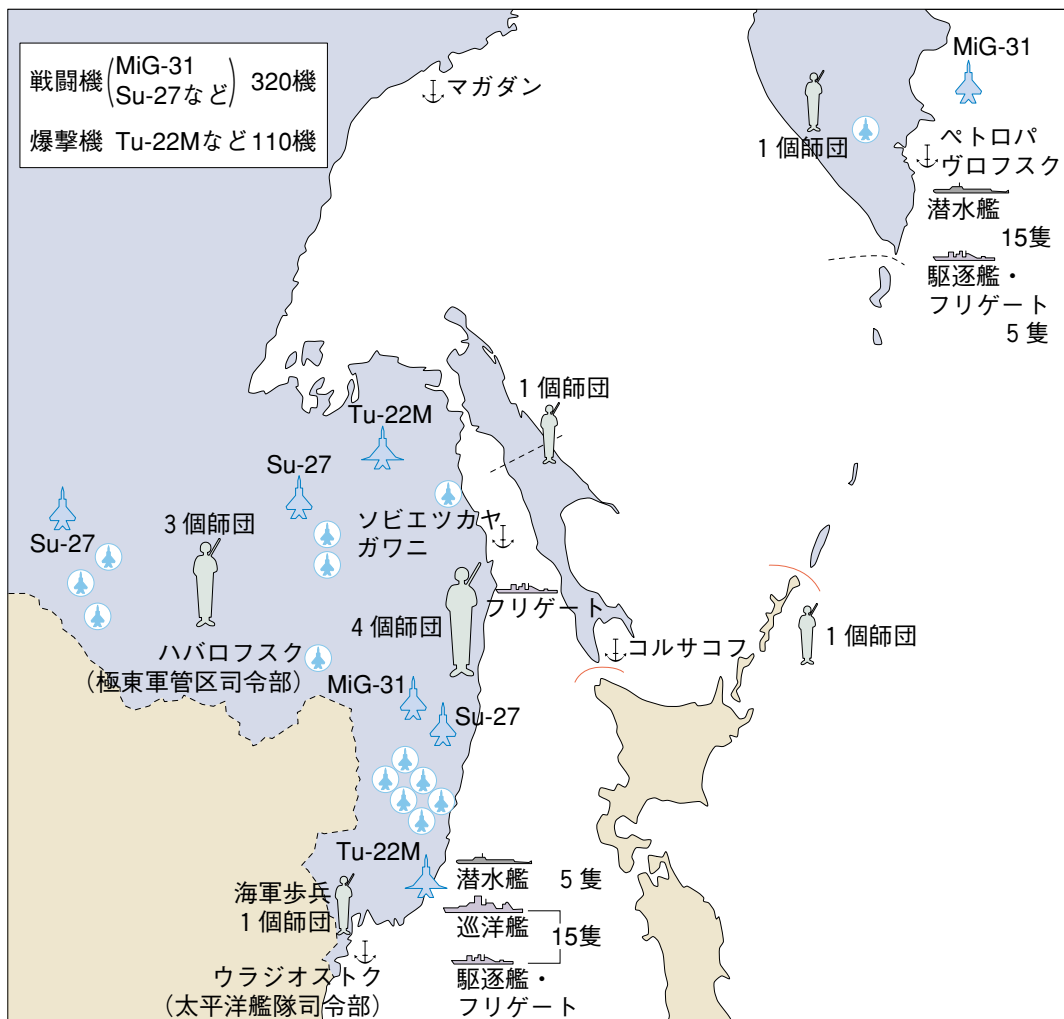 戦闘機(MiG-31
Su-27など) 320機
爆撃機 Tu-22Mなど110機
マガダン
MiG-31
1個師団
ペトロパ
ヴロフスク
潜水艦
15隻
駆逐艦・
フリゲート
5隻
1個師団
Tu-22M
Su-27
Su-27
3個師団
ソビエツカヤ
ガワニ
フリゲート
4個師団
コルサコフ
1個師団
ハバロフスク
(極東軍管区司令部)
MiG-31
Su-27
Tu-22M
潜水艦 5隻
海軍歩兵
1個師団
巡洋艦
15隻
駆逐艦・
フリゲート
ウラジオストク
(太平洋艦隊司令部)